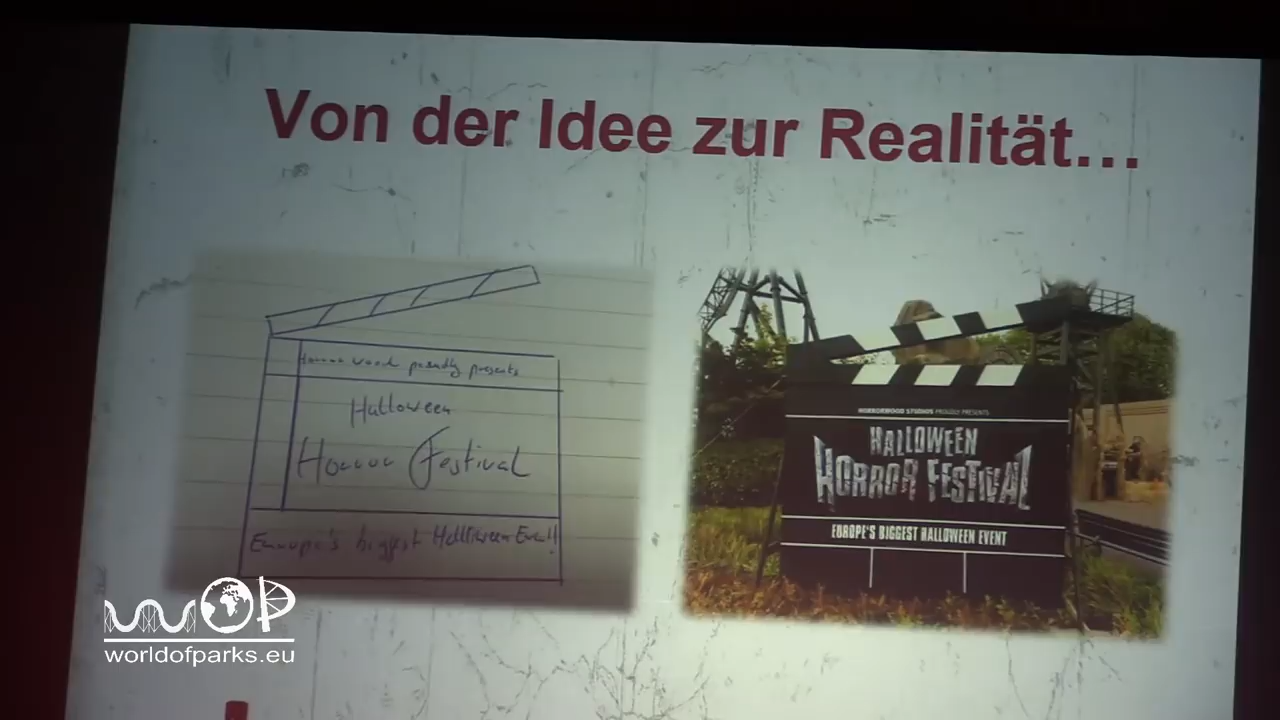 Von der Idee zur Realität...
Horror wood proudly presents
Halloween
Horror Festival
Europe's biggest Halloween Event!
HORRORWOOD STUDIOS PROUDLY PRESENTS
HALLOWEEN
HORROR FESTIVAL
EUROPE'S BIGGEST HALLOWEEN EVENT
WOP
worldofparks.eu